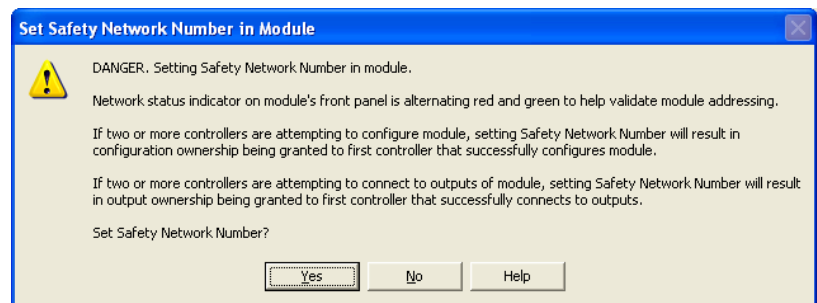 Set Safety Network Number in Module
DANGER. Setting Safety Network Number in module.
Network status indicator on module's front panel is alternating red and green to help validate module addressing.
If two or more controllers are attempting to configure module, setting Safety Network Number will result in
configuration ownership being granted to first controller that successfully configures module.
If two or more controllers are attempting to connect to outputs of module, setting Safety Network Number will result
in output ownership being granted to first controller that successfully connects to outputs.
Set Safety Network Number?
Yes No Help